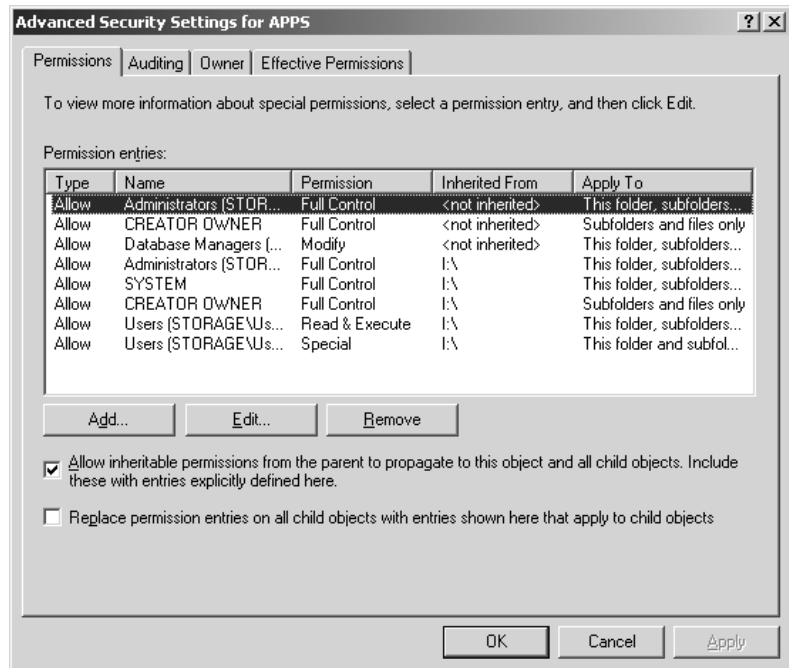 Advanced Security Settings for APPS
Permissions Auditing Owner Effective Permissions
To view more information about special permissions, select a permission entry, and then click Edit.
Permission entries:
Type Name Permission Inherited From Apply To
Allow Administrators (STOR... Full Control <not inherited> This folder, subfolders...
Allow CREATOR OWNER Full Control <not inherited> Subfolders and files only
Allow Database Managers (... Modify <not inherited> This folder, subfolders...
Allow Administrators (STOR... Full Control I:\ This folder, subfolders...
Allow SYSTEM Full Control I:\ This folder, subfolders...
Allow CREATOR OWNER Full Control I:\ Subfolders and files only
Allow Users (STORAGE\Us... Read & Execute I:\ This folder, subfolders...
Allow Users (STORAGE\Us... Special I:\ This folder and subfol...
Add... Edit... Remove
Allow inheritable permissions from the parent to propagate to this object and all child objects. Include
these with entries explicitly defined here.
Replace permission entries on all child objects with entries shown here that apply to child objects
OK Cancel Apply